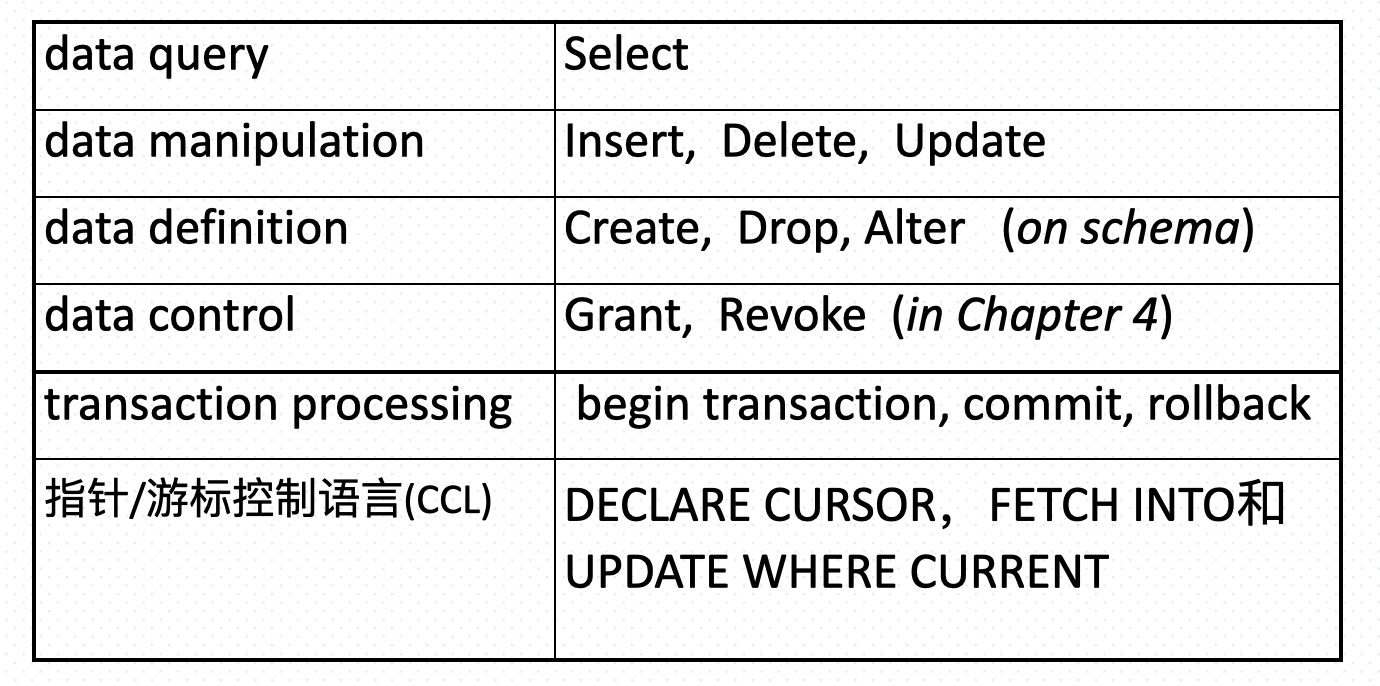 data query
Select
data manipulation
Insert, Delete, Update
data definition
Create, Drop, Alter (on schema)
data control
Grant, Revoke (in Chapter 4)
transaction processing
begin transaction, commit, rollback
指针/游标控制语言(CCL)
DECLARE CURSOR， FETCH INTO和
UPDATE WHERE CURRENT